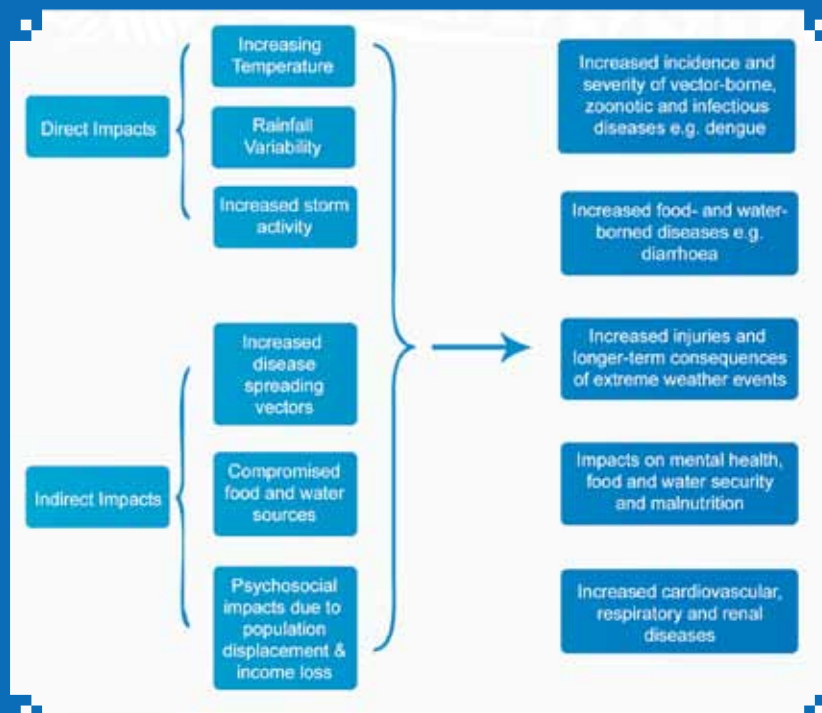 Direct Impacts
Increasing
Temperature
Rainfall
Variability
Increased storm
activity
Indirect Impacts
Increased
disease
spreading
vectors
Compromised
food and water
sources
Psychosocial
impacts due to
population
displacement &
income loss
Increased incidence and
severity of vector-borne,
zoonotic and infectious
diseases e.g. dengue
Increased food- and water-
borned diseases e.g.
diarrhoea
Increased injuries and
longer-term consequences
of extreme weather events
Impacts on mental health,
food and water security
and malnutrition
Increased cardiovascular,
respiratory and renal
diseases